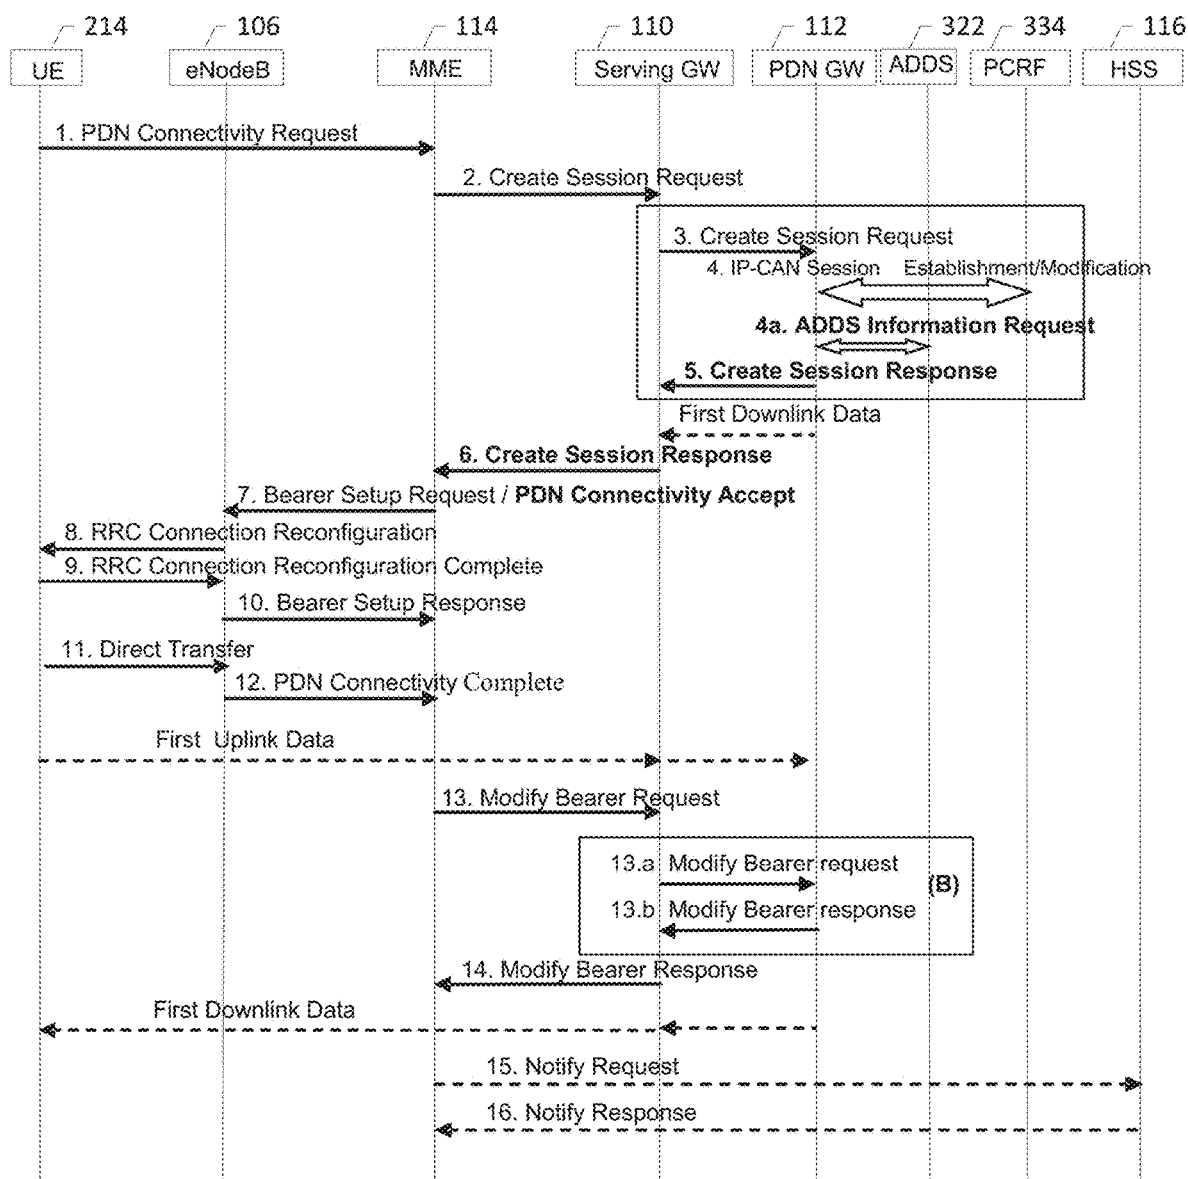 214 106 114 110 112 322 334 116
UE eNodeB MME Serving GW PDN GW ADDS PCRF HSS
1. PDN Connectivity Request
2. Create Session Request
3. Create Session Request
4. IP-CAN Session Establishment/Modification
4a. ADDS Information Request
5. Create Session Response
First Downlink Data
6. Create Session Response
7. Bearer Setup Request / PDN Connectivity Accept
8. RRC Connection Reconfiguration
9. RRC Connection Reconfiguration Complete
10. Bearer Setup Response
11. Direct Transfer
12. PDN Connectivity Complete
First Uplink Data
13. Modify Bearer Request
13.a Modify Bearer request
(B)
13.b Modify Bearer response
14. Modify Bearer Response
First Downlink Data
15. Notify Request
16. Notify Response